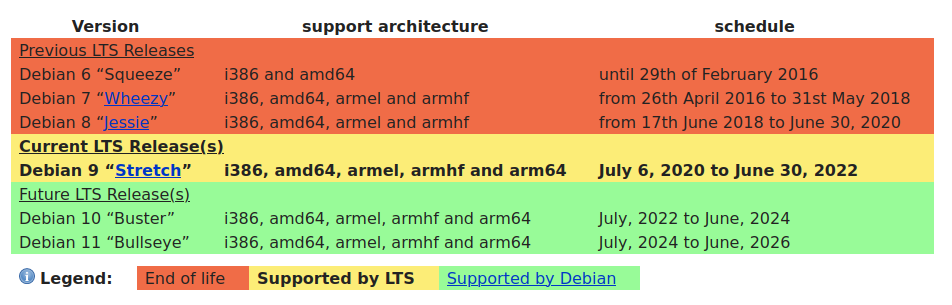 Version support architecture schedule
Previous LTS Releases
Debian 6 “Squeeze” i386 and amd64 until 29th of February 2016
Debian 7 “Wheezy” i386, amd64, armel and armhf from 26th April 2016 to 31st May 2018
Debian 8 “Jessie” i386, amd64, armel and armhf from 17th June 2018 to June 30, 2020
Current LTS Release(s)
Debian 9 “Stretch” i386, amd64, armel, armhf and arm64 July 6, 2020 to June 30, 2022
Future LTS Release(s)
Debian 10 “Buster” i386, amd64, armel, armhf and arm64 July, 2022 to June, 2024
Debian 11 “Bullseye” i386, amd64, armel, armhf and arm64 July, 2024 to June, 2026
Legend: End of life Supported by LTS Supported by Debian